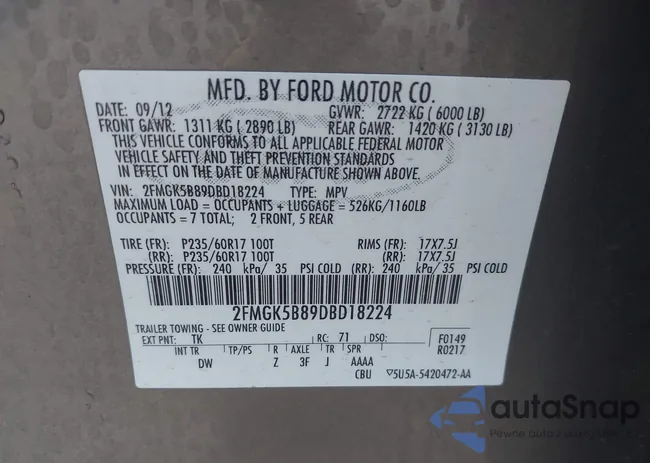 MFD. BY FORD MOTOR CO.
DATE: 09/12 GVWR: 2722 KG ( 6000 LB)
FRONT GAWR: 1311 KG ( 2890 LB) REAR GAWR: 1420 KG ( 3130 LB)
THIS VEHICLE CONFORMS TO ALL APPLICABLE FEDERAL MOTOR
VEHICLE SAFETY AND THEFT PREVENTION STANDARDS
IN EFFECT ON THE DATE OF MANUFACTURE SHOWN ABOVE.
VIN: 2FMGK5B89DBD18224 TYPE: MPV
MAXIMUM LOAD = OCCUPANTS + LUGGAGE = 526KG/1160LB
OCCUPANTS = 7 TOTAL; 2 FRONT, 5 REAR
TIRE (FR): P235/60R17 100T RIMS (FR): 17X7.5J
(RR): P235/60R17 100T (RR): 17X7.5J
PRESSURE (FR): 240 kPa/ 35 PSI COLD (RR): 240 kPa/ 35 PSI COLD
2FMGK5B89DBD18224
TRAILER TOWING - SEE OWNER GUIDE
EXT PNT: TK RC: 71 DSO: F0149
INT TR TP/PS R AXLE TR SPR R0217
DW Z 3F J AAAA
CBU 5U5A-5420472-AA
autoSnap
Pewne auta z